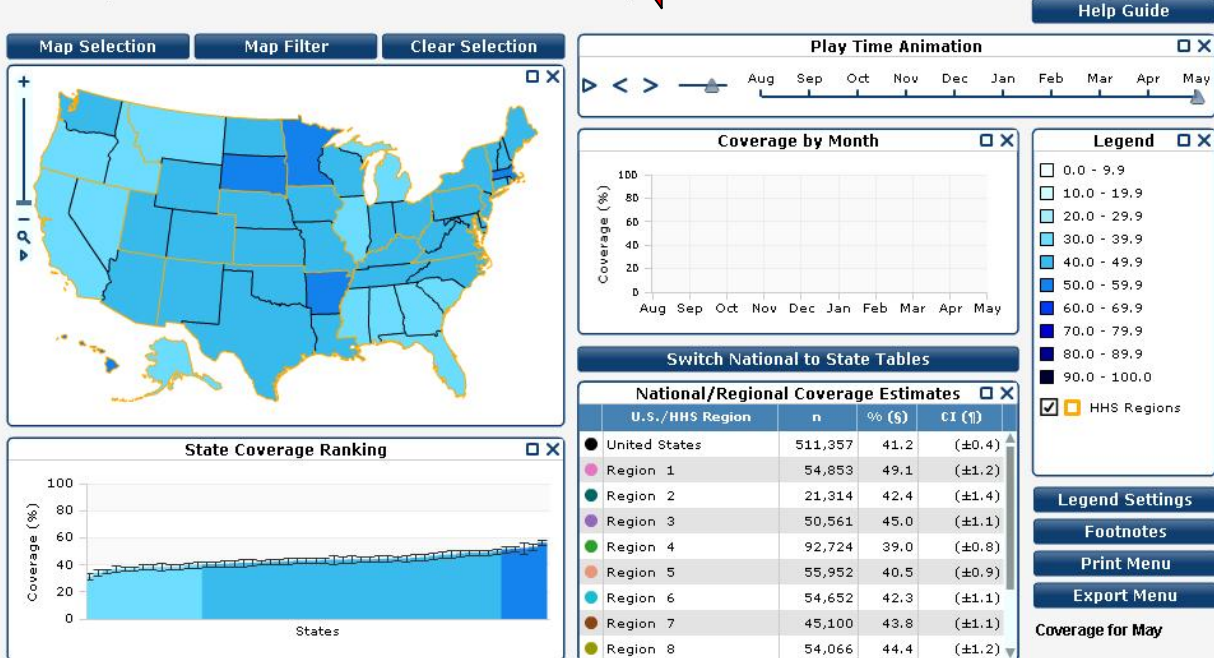 Help Guide
Map Selection
Map Filter
Clear Selection
Play Time Animation
Aug Sep Oct Nov Dec Jan Feb Mar Apr May
Coverage by Month
Coverage (%)
100
80
60
40
20
0
Aug Sep Oct Nov Dec Jan Feb Mar Apr May
Legend
0.0 - 9.9
10.0 - 19.9
20.0 - 29.9
30.0 - 39.9
40.0 - 49.9
50.0 - 59.9
60.0 - 69.9
70.0 - 79.9
80.0 - 89.9
90.0 - 100.0
HHS Regions
Switch National to State Tables
National/Regional Coverage Estimates
U.S./HHS Region n % (§) CI (¶)
United States 511,357 41.2 (±0.4)
Region 1 54,853 49.1 (±1.2)
Region 2 21,314 42.4 (±1.4)
Region 3 50,561 45.0 (±1.1)
Region 4 92,724 39.0 (±0.8)
Region 5 55,952 40.5 (±0.9)
Region 6 54,652 42.3 (±1.1)
Region 7 45,100 43.8 (±1.1)
Region 8 54,066 44.4 (±1.2)
State Coverage Ranking
Coverage (%)
100
80
60
40
20
0
States
Legend Settings
Footnotes
Print Menu
Export Menu
Coverage for May